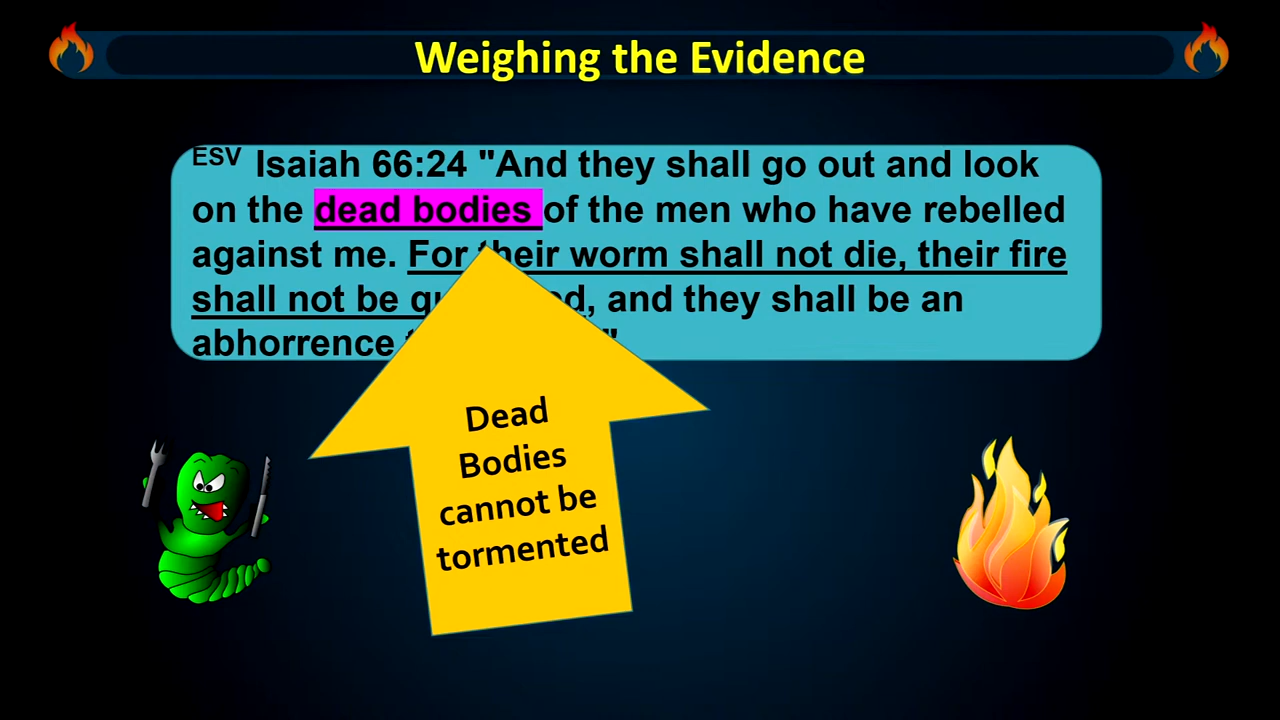 Weighing the Evidence
ESV Isaiah 66:24 "And they shall go out and look
on the dead bodies of the men who have rebelled
against me. For their worm shall not die, their fire
shall not be and they shall be an
abhorrence
Dead
Bodies
cannot be
tormented